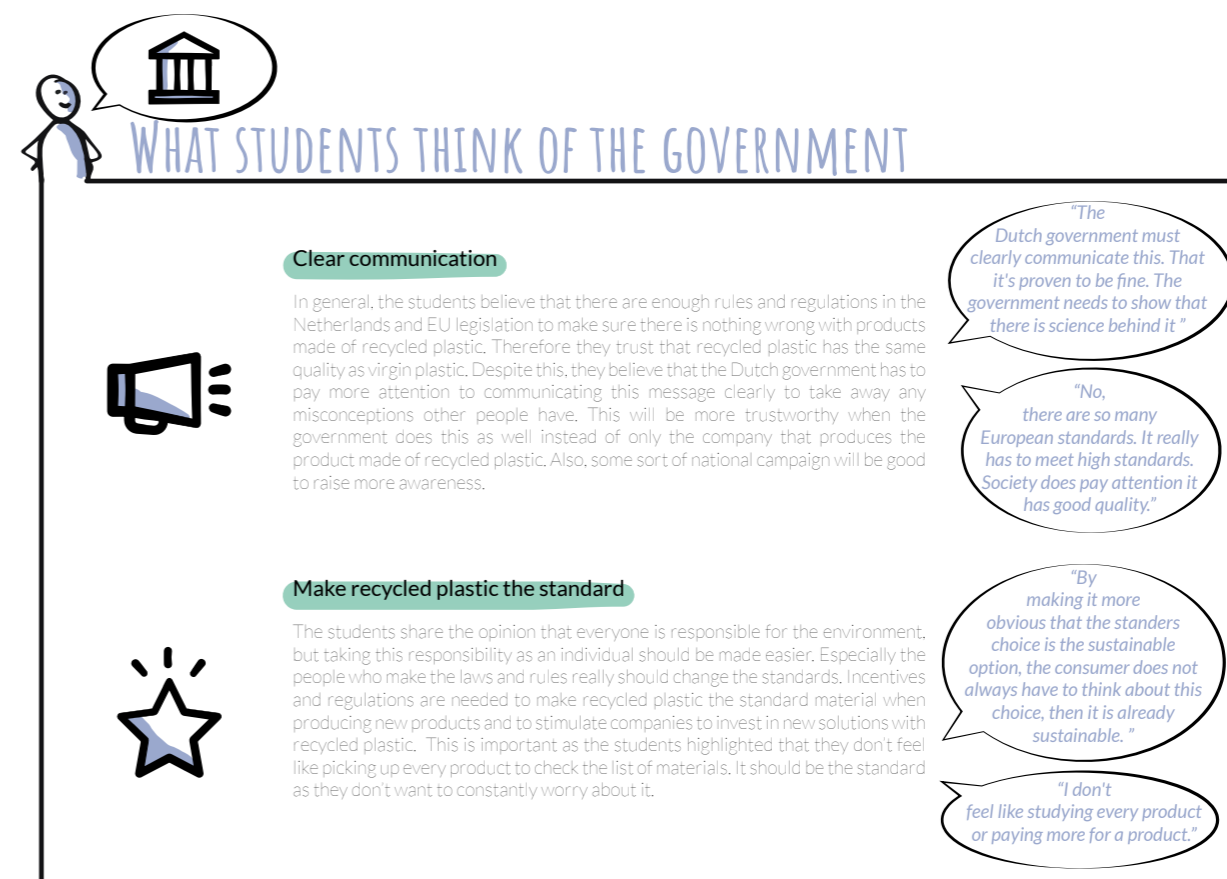 WHAT STUDENTS THINK OF THE GOVERNMENT
Clear communication
In general, the students believe that there are enough rules and regulations in the
Netherlands and EU legislation to make sure there is nothing wrong with products
made of recycled plastic. Therefore they trust that recycled plastic has the same
quality as virgin plastic. Despite this, they believe that the Dutch government has to
pay more attention to communicating this message clearly to take away any
misconceptions other people have. This will be more trustworthy when the
government does this as well instead of only the company that produces the
product made of recycled plastic. Also, some sort of national campaign will be good
to raise more awareness.
“The
Dutch government must
clearly communicate this. That
it's proven to be fine. The
government needs to show that
there is science behind it ”
“No,
there are so many
European standards. It really
has to meet high standards.
Society does pay attention it
has good quality.”
Make recycled plastic the standard
The students share the opinion that everyone is responsible for the environment,
but taking this responsibility as an individual should be made easier. Especially the
people who make the laws and rules really should change the standards. Incentives
and regulations are needed to make recycled plastic the standard material when
producing new products and to stimulate companies to invest in new solutions with
recycled plastic. This is important as the students highlighted that they don't feel
like picking up every product to check the list of materials. It should be the standard
as they don't want to constantly worry about it.
“By
making it more
obvious that the standers
choice is the sustainable
option, the consumer does not
always have to think about this
choice, then it is already
sustainable. ”
“I don't
feel like studying every product
or paying more for a product.”